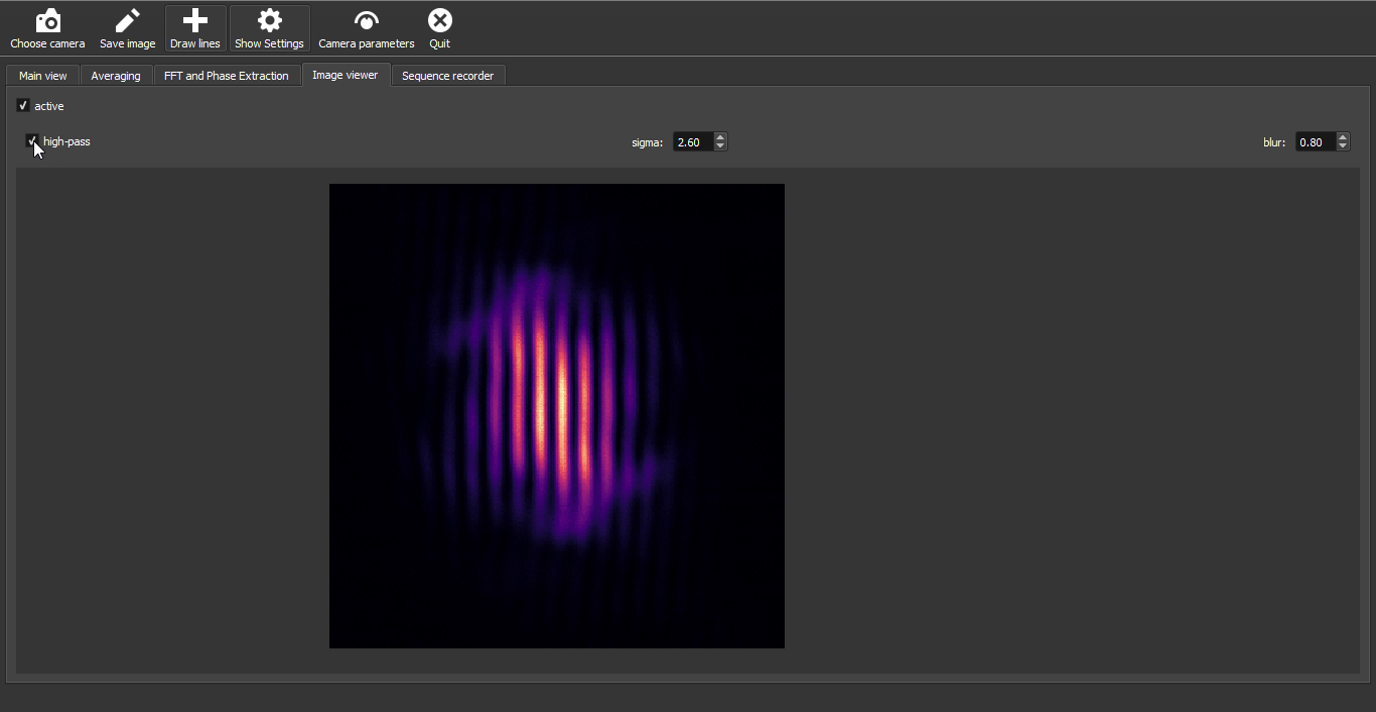 Choose camera
Save image
Draw lines
Show Settings
Camera parameters
Quit
Main view
Averaging
FFT and Phase Extraction
Image viewer
Sequence recorder
active
high-pass
sigma: 2.60
blur: 0.80